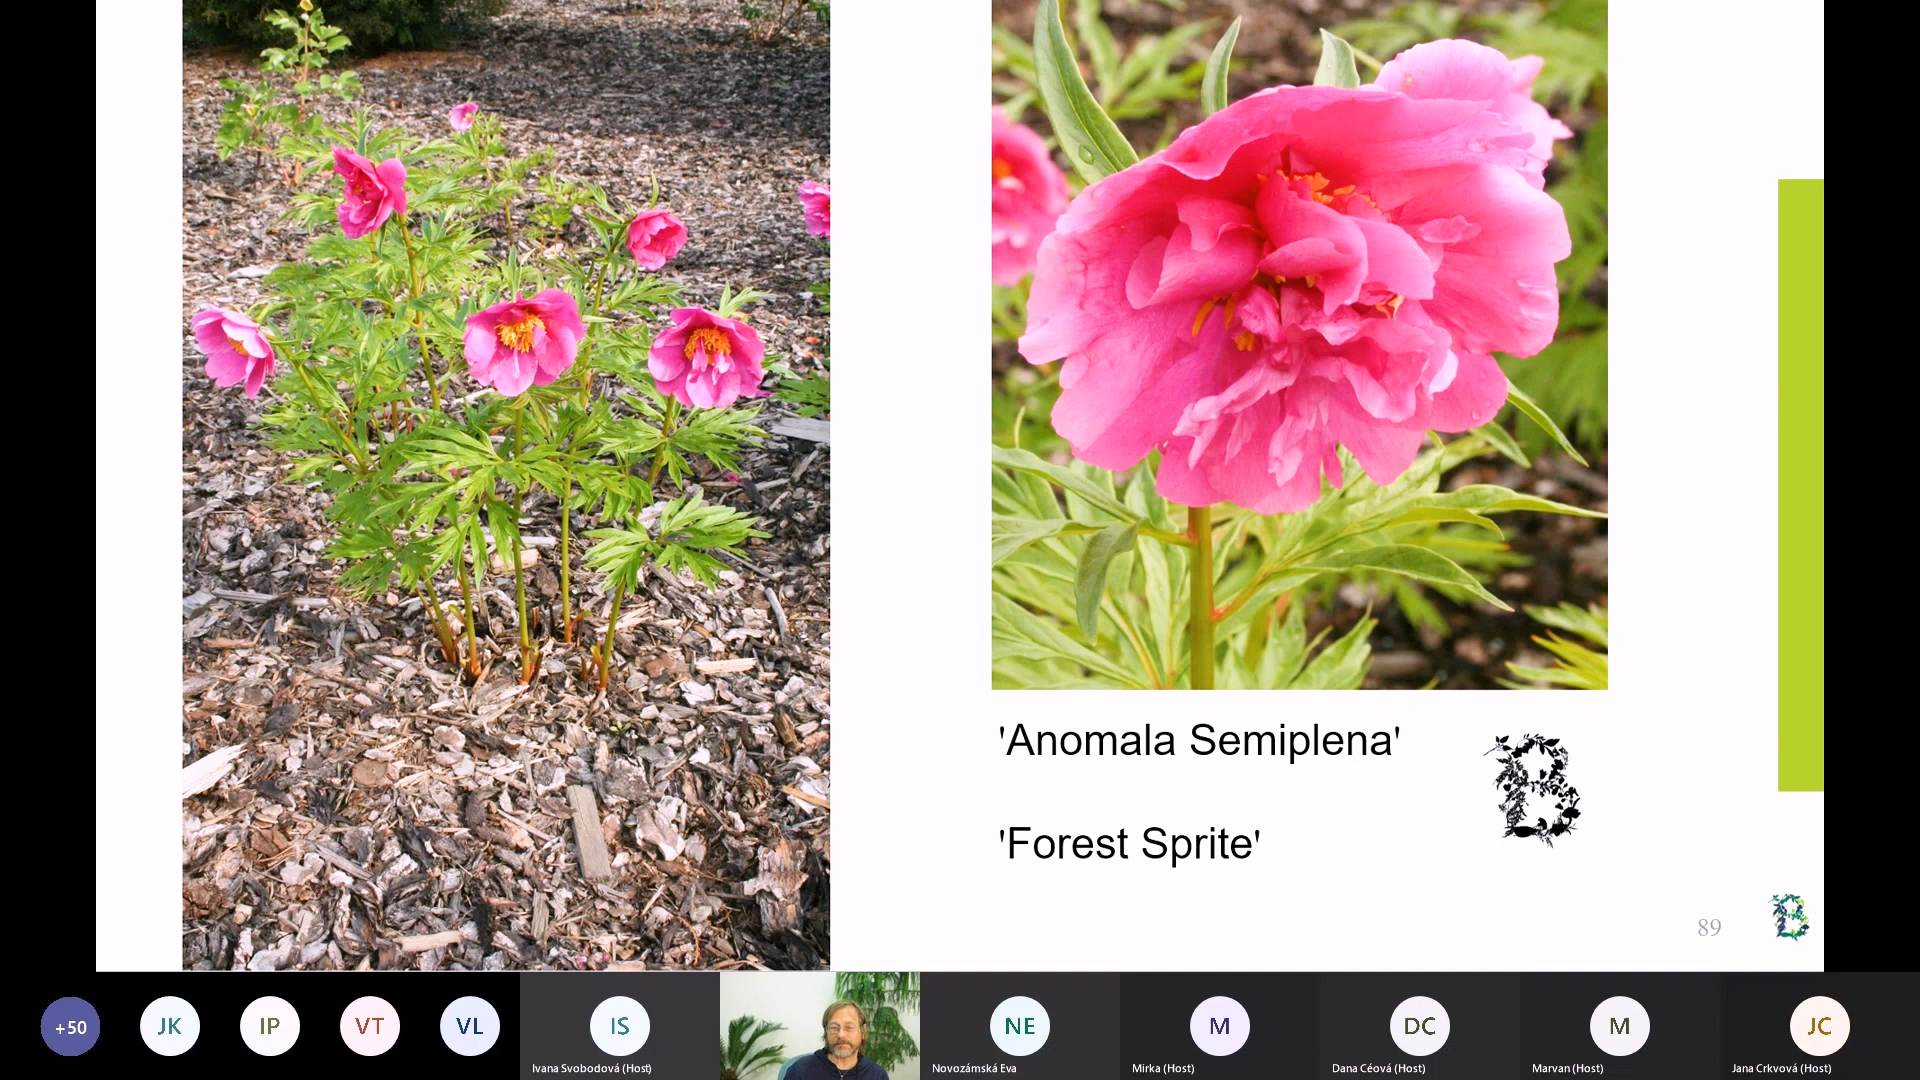 'Anomala Semiplena'
'Forest Sprite'
89
+50
JK
IP
VT
VL
IS
NE
M
DC
M
JC
Ivana Svobodová (Host)
Novozámská Eva
Mirka (Host)
Dana Céová (Host)
Marvan (Host)
Jana Crkvová (Host)
B
B